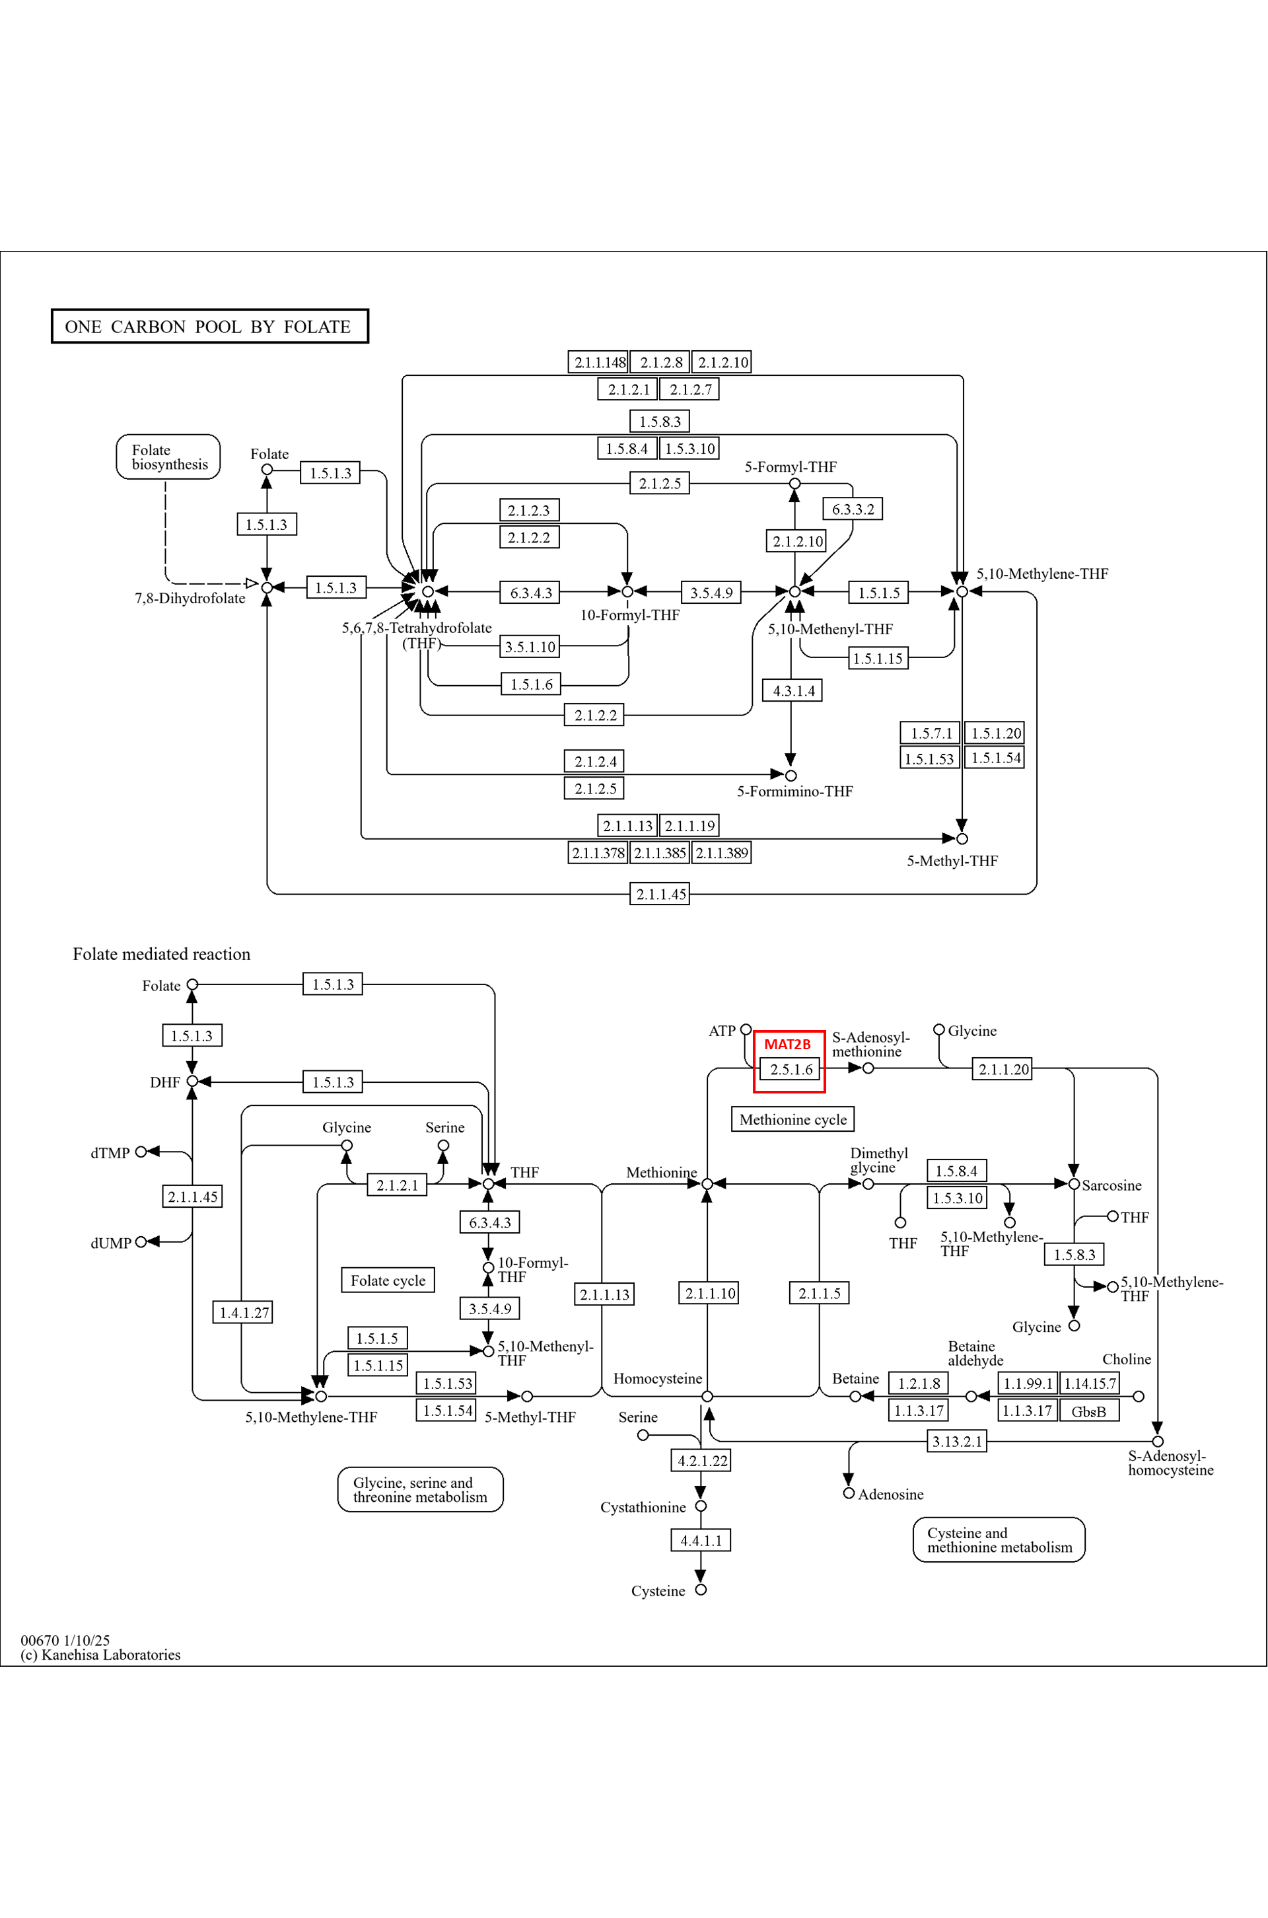 ONE CARBON POOL BY FOLATE
2.1.1.148
2.1.2.8
2.1.2.10
2.1.2.1
2.1.2.7
1.5.8.3
1.5.8.4
1.5.3.10
Folate
biosynthesis
Folate
1.5.1.3
5-Formyl-THF
2.1.2.5
6.3.3.2
2.1.2.3
2.1.2.2
1.5.1.3
2.1.2.10
7,8-Dihydrofolate
1.5.1.3
6.3.4.3
3.5.4.9
1.5.1.5
5,10-Methylene-THF
10-Formyl-THF
5,6,7,8-Tetrahydrofolate
(THF)
5,10-Methenyl-THF
3.5.1.10
1.5.1.15
1.5.1.6
4.3.1.4
2.1.2.2
1.5.7.1
1.5.1.20
1.5.1.53
1.5.1.54
2.1.2.4
2.1.2.5
5-Formimino-THF
2.1.1.13
2.1.1.19
2.1.1.378
2.1.1.385
2.1.1.389
5-Methyl-THF
2.1.1.45
Folate mediated reaction
Folate
1.5.1.3
1.5.1.3
DHF
1.5.1.3
ATP
MAT2B
2.5.1.6
S-Adenosyl-
methionine
Glycine
2.1.1.20
Methionine cycle
Glycine
Serine
dTMP
2.1.2.1
THF
Methionine
Dimethyl
glycine
1.5.8.4
1.5.3.10
Sarcosine
2.1.1.45
6.3.4.3
THF
5,10-Methylene-
THF
THF
dUMP
1.5.8.3
10-Formyl-
THF
Folate cycle
5,10-Methylene-
THF
1.4.1.27
3.5.4.9
2.1.1.13
2.1.1.10
2.1.1.5
Glycine
1.5.1.5
1.5.1.15
5,10-Methenyl-
THF
Betaine
aldehyde
Choline
Homocysteine
Betaine
1.5.1.53
1.5.1.54
1.2.1.8
1.1.3.17
1.1.99.1
1.14.15.7
1.1.3.17
GbsB
5,10-Methylene-THF
5-Methyl-THF
Serine
3.13.2.1
4.2.1.22
S-Adenosyl-
homocysteine
Glycine, serine and
threonine metabolism
Adenosine
Cystathionine
4.4.1.1
Cysteine and
methionine metabolism
Cysteine
00670 1/10/25
(c) Kanehisa Laboratories